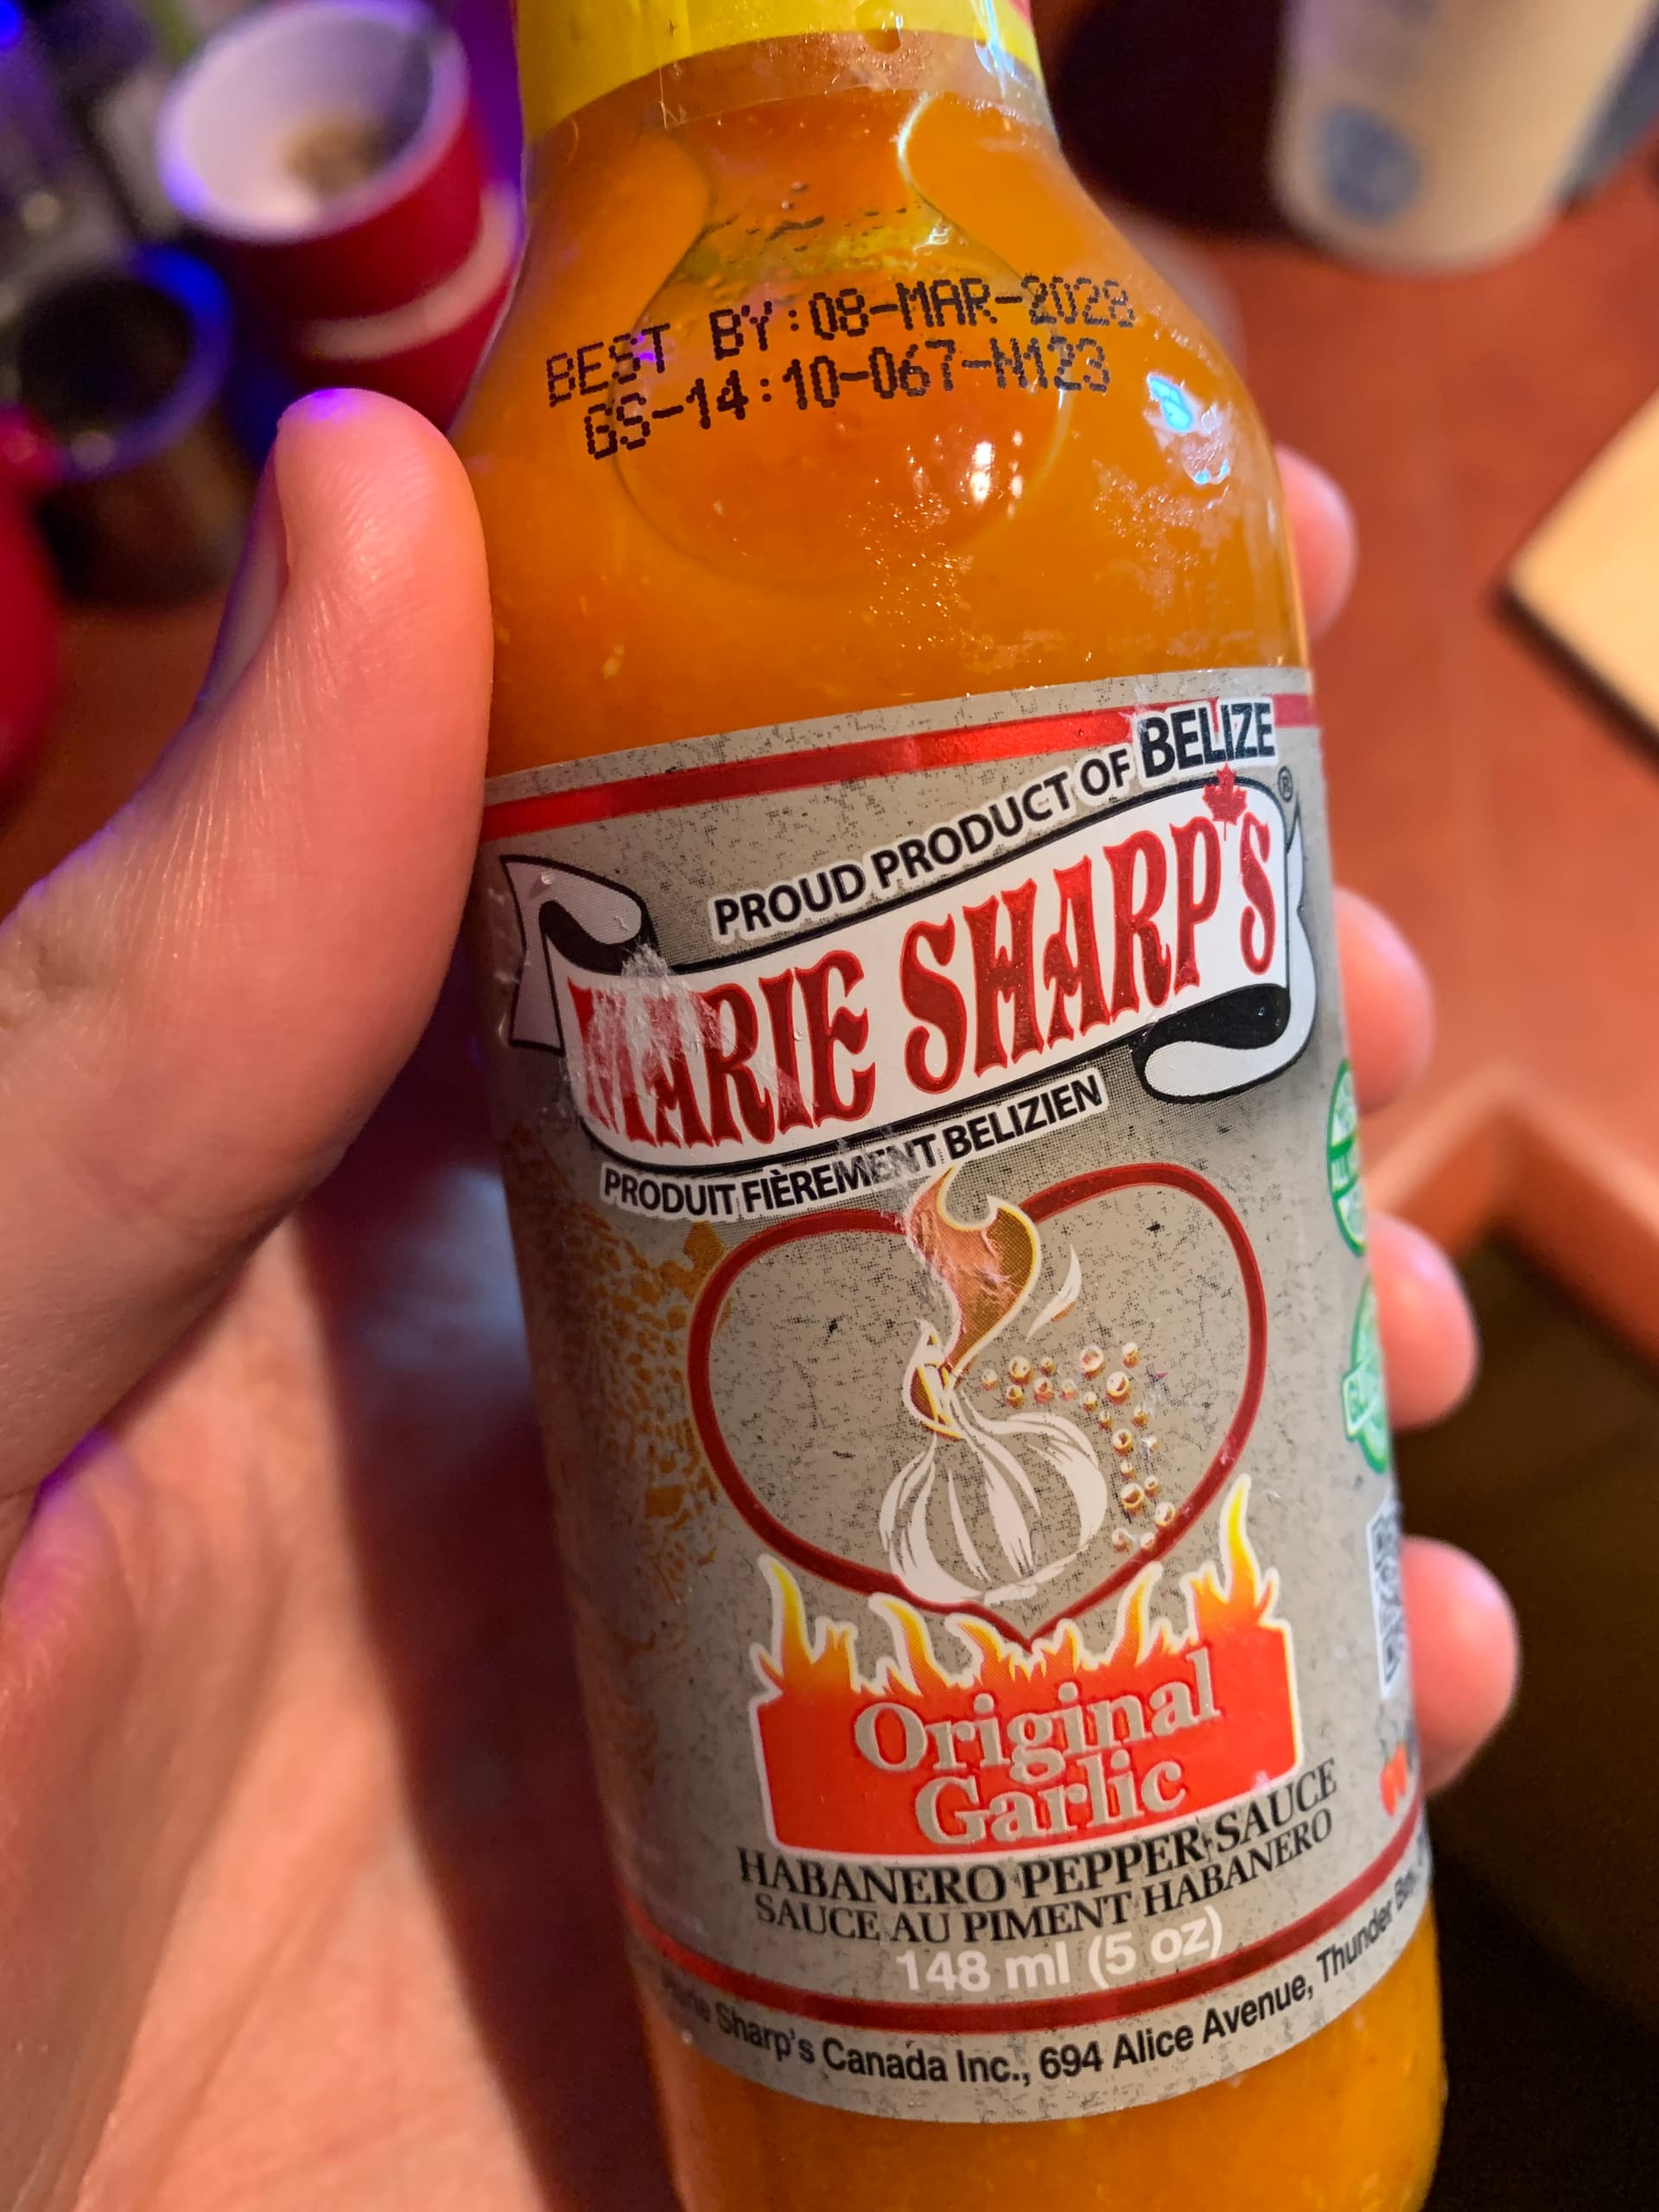 BEST BY:08-MAR-2028
GS-14:10-067-N123
PROUD PRODUCT OF BELIZE
MARIE SHARP'S®
PRODUIT FIÈREMENT BELIZIEN
Original
Garlic
HABANERO PEPPER SAUCE
SAUCE AU PIMENT HABANERO
148 ml (5 oz)
Sharp's Canada Inc., 694 Alice Avenue, Thunder